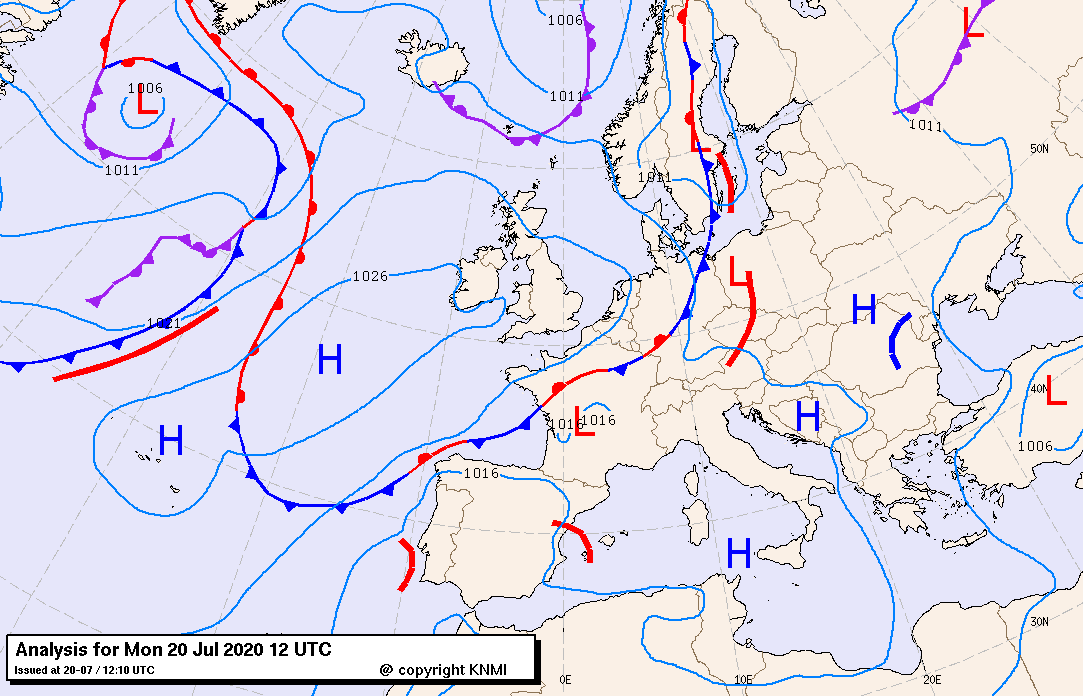 1006
L
1006
L
1011
1011
1011
L
50N
1011
1011
L
1026
H
1021
H
L
40N
H
H
L
1016
1016
1006
1016
H
30N
Analysis for Mon 20 Jul 2020 12 UTC
Issued at 20-07 / 12:10 UTC @ copyright KNMI
0E
10E
20E